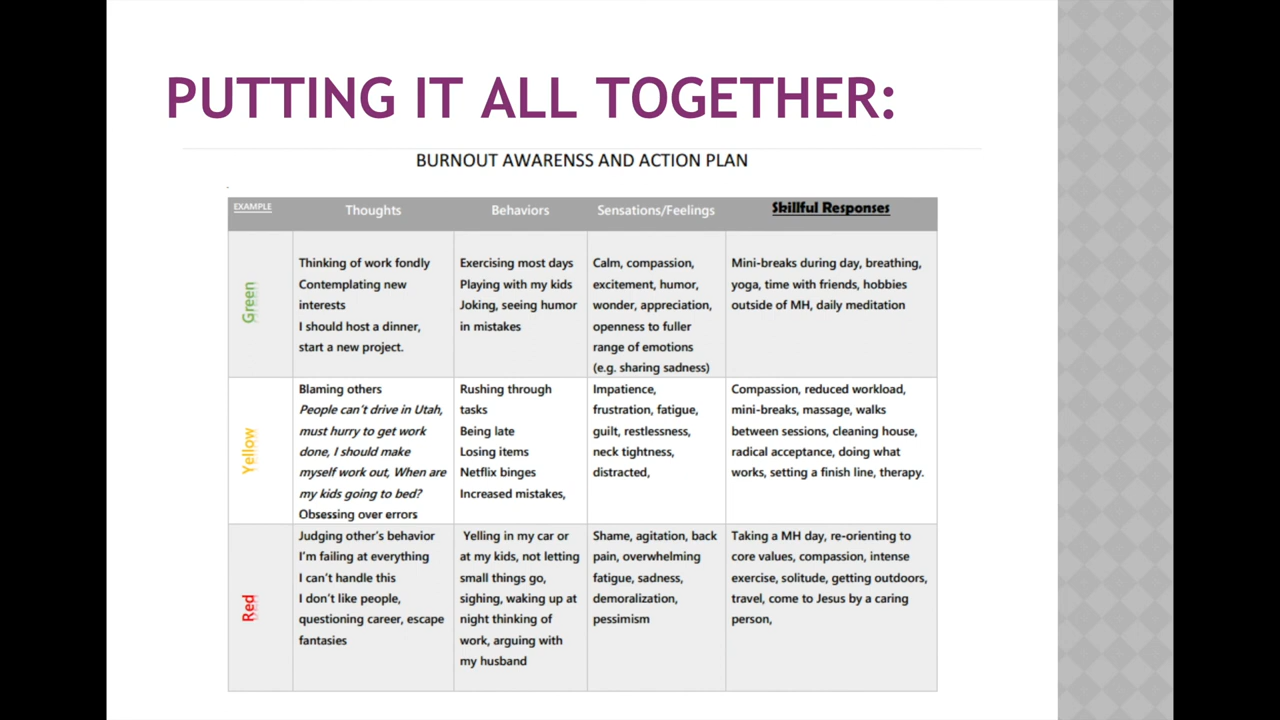 PUTTING IT ALL TOGETHER:
BURNOUT AWARENSS AND ACTION PLAN
EXAMPLE
Thoughts
Behaviors
Sensations/Feelings
Skillful Responses
Green
Thinking of work fondly
Contemplating new
interests
I should host a dinner,
start a new project.
Exercising most days
Playing with my kids
Joking, seeing humor
in mistakes
Calm, compassion,
excitement, humor,
wonder, appreciation,
openness to fuller
range of emotions
(e.g. sharing sadness)
Mini-breaks during day, breathing,
yoga, time with friends, hobbies
outside of MH, daily meditation
Yellow
Blaming others
People can't drive in Utah,
must hurry to get work
done, I should make
myself work out, When are
my kids going to bed?
Obsessing over errors
Rushing through
tasks
Being late
Losing items
Netflix binges
Increased mistakes,
Impatience,
frustration, fatigue,
guilt, restlessness,
neck tightness,
distracted,
Compassion, reduced workload,
mini-breaks, massage, walks
between sessions, cleaning house,
radical acceptance, doing what
works, setting a finish line, therapy.
Red
Judging other's behavior
I'm failing at everything
I can't handle this
I don't like people,
questioning career, escape
fantasies
Yelling in my car or
at my kids, not letting
small things go,
sighing, waking up at
night thinking of
work, arguing with
my husband
Shame, agitation, back
pain, overwhelming
fatigue, sadness,
demoralization,
pessimism
Taking a MH day, re-orienting to
core values, compassion, intense
exercise, solitude, getting outdoors,
travel, come to Jesus by a caring
person,